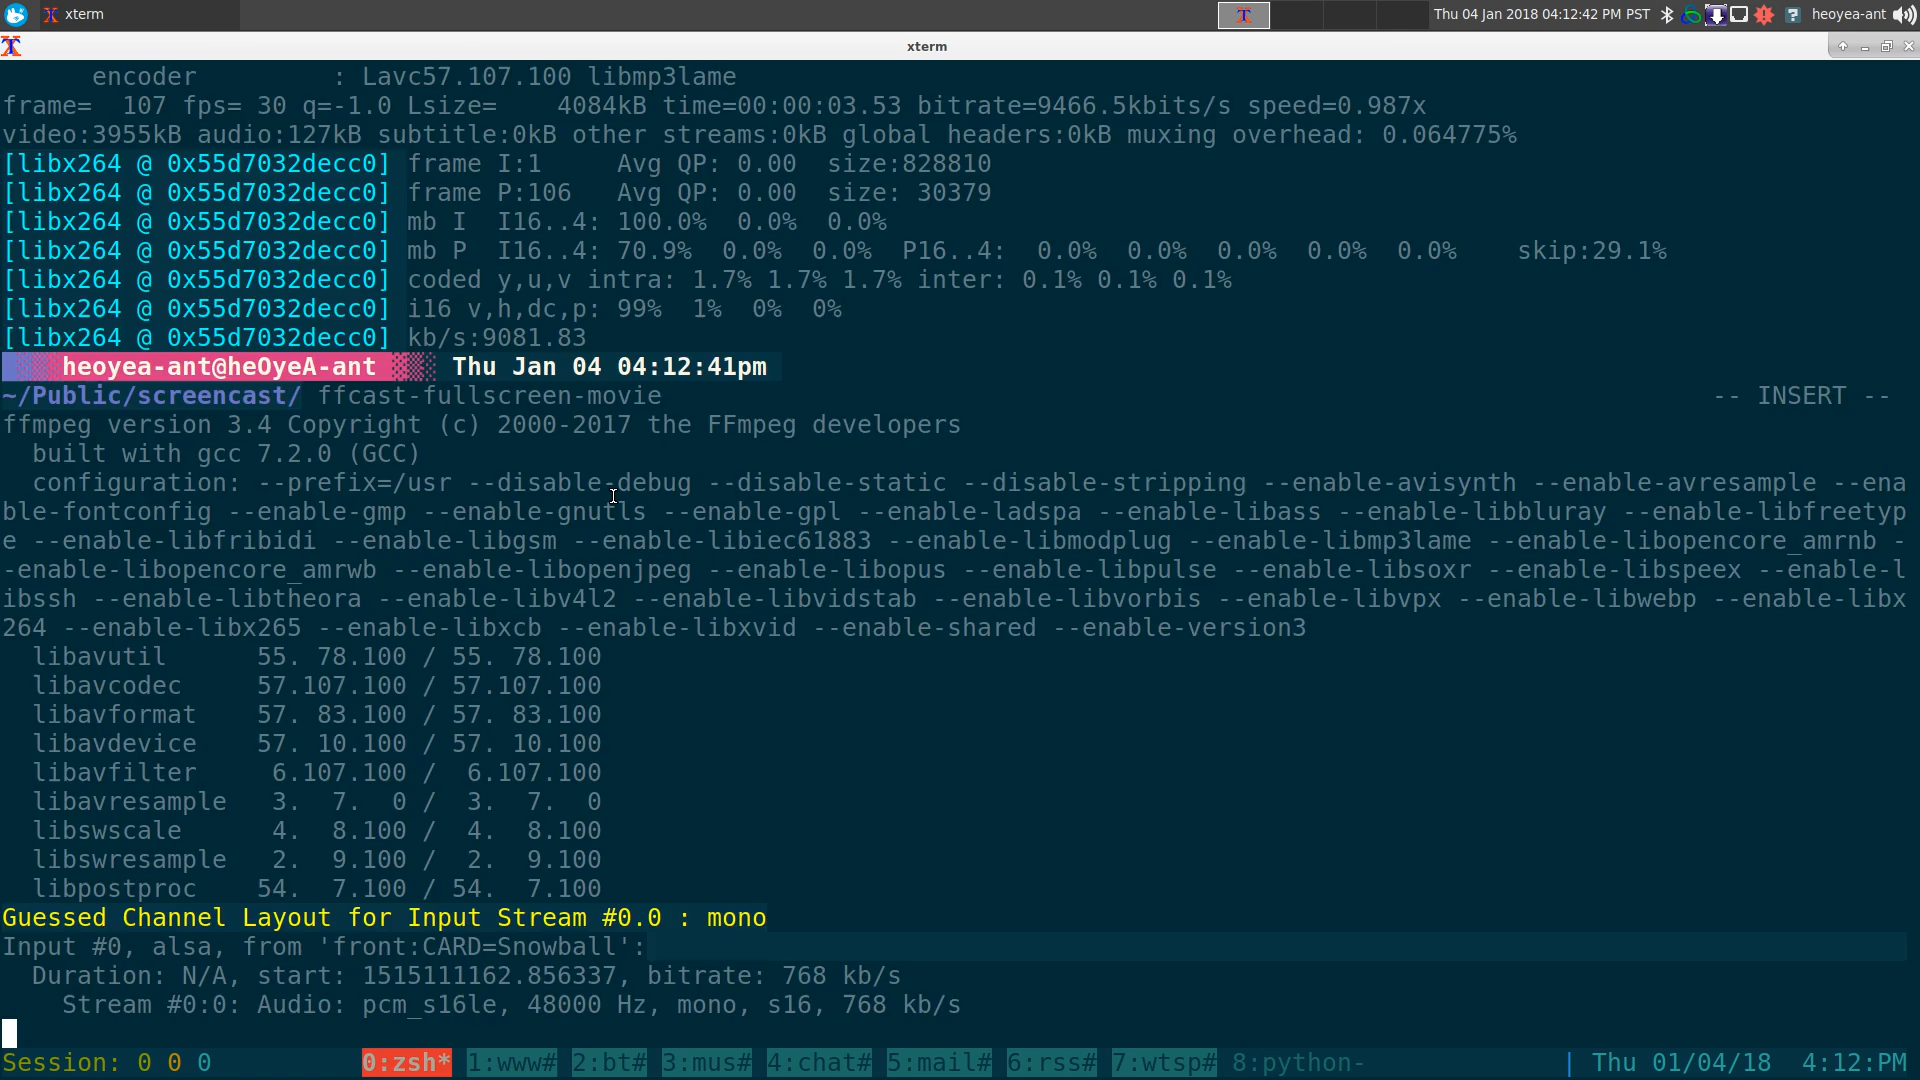 xterm
Thu 04 Jan 2018 04:12:42 PM PST
heoyea-ant
xterm
encoder : Lavc57.107.100 libmp3lame
frame= 107 fps= 30 q=-1.0 Lsize= 4084kB time=00:00:03.53 bitrate=9466.5kbits/s speed=0.987x
video:3955kB audio:127kB subtitle:0kB other streams:0kB global headers:0kB muxing overhead: 0.064775%
[libx264 @ 0x55d7032decc0] frame I:1 Avg QP: 0.00 size:828810
[libx264 @ 0x55d7032decc0] frame P:106 Avg QP: 0.00 size: 30379
[libx264 @ 0x55d7032decc0] mb I I16..4: 100.0% 0.0% 0.0%
[libx264 @ 0x55d7032decc0] mb P I16..4: 70.9% 0.0% 0.0% P16..4: 0.0% 0.0% 0.0% 0.0% 0.0% skip:29.1%
[libx264 @ 0x55d7032decc0] coded y,u,v intra: 1.7% 1.7% 1.7% inter: 0.1% 0.1% 0.1%
[libx264 @ 0x55d7032decc0] i16 v,h,dc,p: 99% 1% 0% 0%
[libx264 @ 0x55d7032decc0] kb/s:9081.83
heoyea-ant@heOyeA-ant Thu Jan 04 04:12:41pm
~/Public/screencast/ ffcast-fullscreen-movie -- INSERT --
ffmpeg version 3.4 Copyright (c) 2000-2017 the FFmpeg developers
built with gcc 7.2.0 (GCC)
configuration: --prefix=/usr --disable-debug --disable-static --disable-stripping --enable-avisynth --enable-avresample --ena
ble-fontconfig --enable-gmp --enable-gnutls --enable-gpl --enable-ladspa --enable-libass --enable-libbluray --enable-libfreetyp
e --enable-libfribidi --enable-libgsm --enable-libiec61883 --enable-libmodplug --enable-libmp3lame --enable-libopencore_amrnb -
-enable-libopencore_amrwb --enable-libopenjpeg --enable-libopus --enable-libpulse --enable-libsoxr --enable-libspeex --enable-l
ibssh --enable-libtheora --enable-libv4l2 --enable-libvidstab --enable-libvorbis --enable-libvpx --enable-libwebp --enable-libx
264 --enable-libx265 --enable-libxcb --enable-libxvid --enable-shared --enable-version3
libavutil 55. 78.100 / 55. 78.100
libavcodec 57.107.100 / 57.107.100
libavformat 57. 83.100 / 57. 83.100
libavdevice 57. 10.100 / 57. 10.100
libavfilter 6.107.100 / 6.107.100
libavresample 3. 7. 0 / 3. 7. 0
libswscale 4. 8.100 / 4. 8.100
libswresample 2. 9.100 / 2. 9.100
libpostproc 54. 7.100 / 54. 7.100
Guessed Channel Layout for Input Stream #0.0 : mono
Input #0, alsa, from 'front:CARD=Snowball':
Duration: N/A, start: 1515111162.856337, bitrate: 768 kb/s
Stream #0:0: Audio: pcm_s16le, 48000 Hz, mono, s16, 768 kb/s
Session: 0 0 0 0:zsh* 1:www# 2:bt# 3:mus# 4:chat# 5:mail# 6:rss# 7:wtsp# 8:python- | Thu 01/04/18 4:12:PM